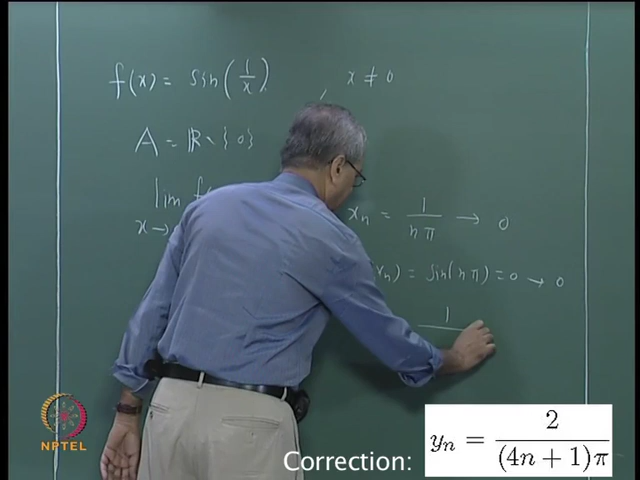 f(x) = sin(1/x), x ≠ 0
A = ℝ \ {0}
lim
x →
xₙ = 1/(nπ) → 0
xₙ) = sin(nπ) = 0 → 0
1
NPTEL
Correction: yₙ = 2/((4n + 1)π)